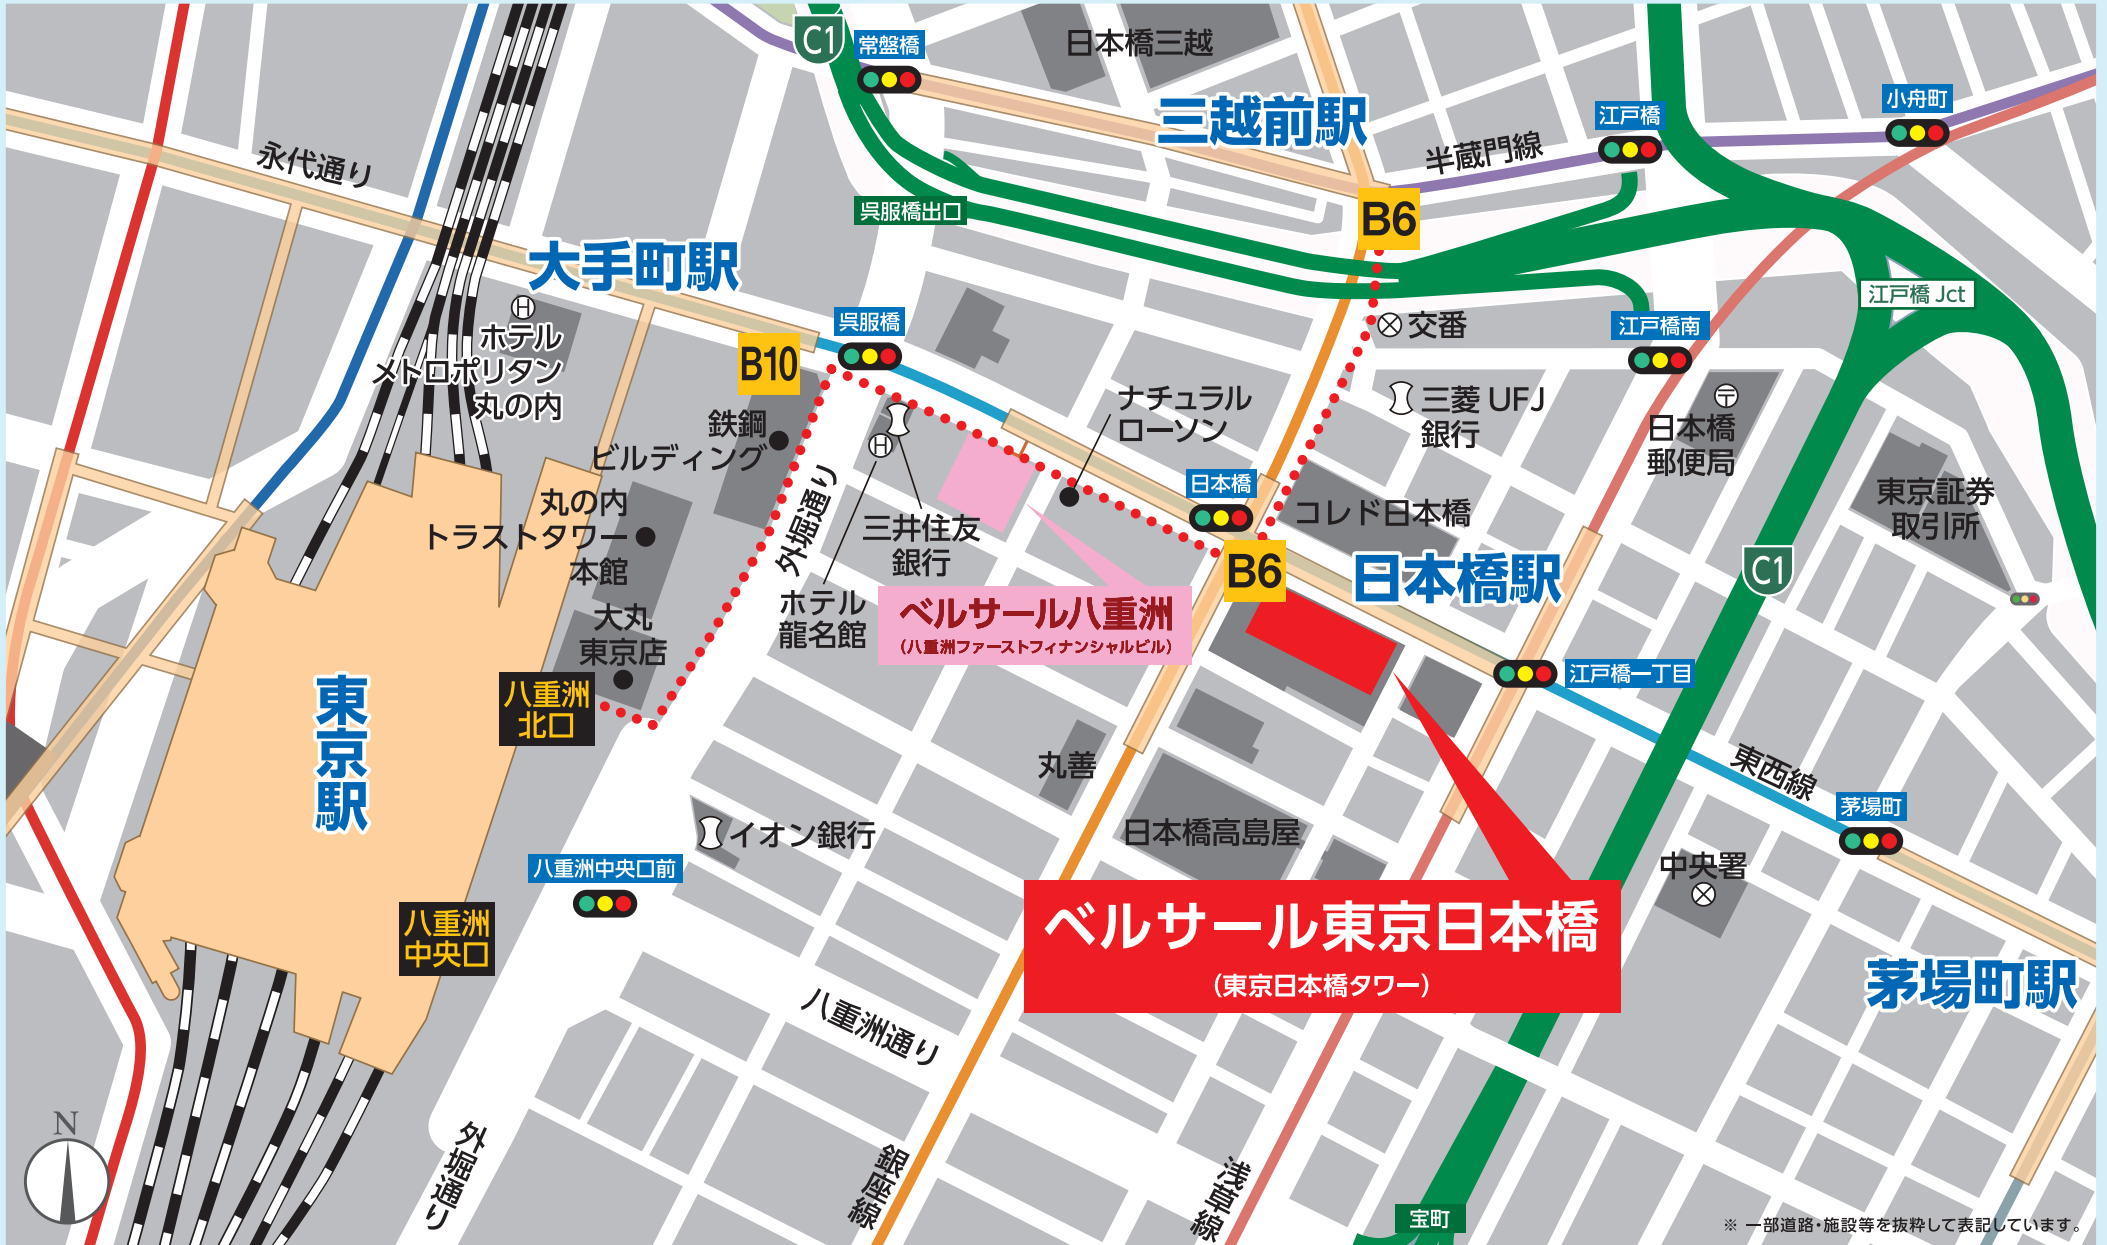 C1
常盤橋
日本橋三越
三越前駅
江戸橋
小舟町
半蔵門線
永代通り
呉服橋出口
B6
大手町駅
江戸橋 Jct
H
ホテル
メトロポリタン
丸の内
呉服橋
B10
交番
江戸橋南
ナチュラル
ローソン
三菱 UFJ
銀行
〒
日本橋
郵便局
鉄鋼
ビルディング
H
丸の内
トラストタワー
本館
外堀通り
三井住友
銀行
日本橋
コレド日本橋
東京証券
取引所
B6
日本橋駅
C1
ホテル
龍名館
ベルサール八重洲
(八重洲ファーストフィナンシャルビル)
大丸
東京店
八重洲
北口
東京駅
江戸橋一丁目
丸善
東西線
日本橋高島屋
イオン銀行
茅場町
八重洲中央口前
中央署
八重洲
中央口
ベルサール東京日本橋
(東京日本橋タワー)
茅場町駅
八重洲通り
N
外堀通り
銀座線
浅草線
宝町
※ 一部道路・施設等を抜粋して表記しています。